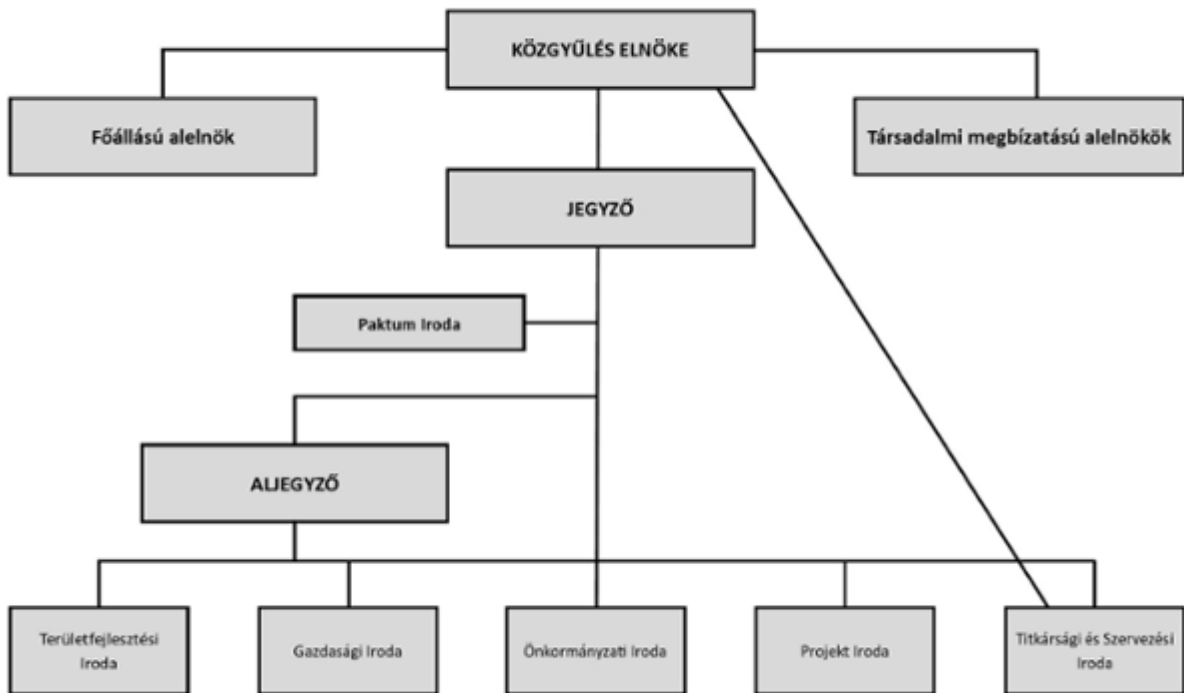 KÖZGYŰLÉS ELNÖKE
Főállású alelnök
Társadalmi megbízatású alelnökök
JEGYZŐ
Paktum Iroda
ALJEGYZŐ
Területfejlesztési
Iroda
Gazdasági Iroda
Önkormányzati Iroda
Projekt Iroda
Titkársági és Szervezési
Iroda